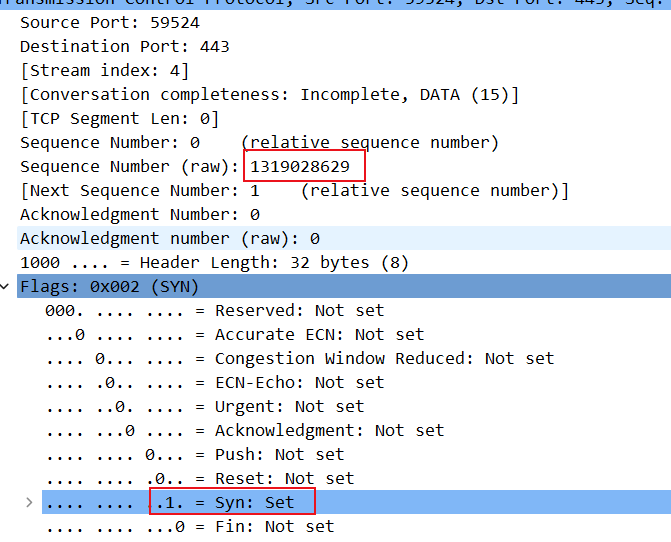 Transmission Control Protocol, Src Port: 59524, Dst Port: 443, Seq:
Source Port: 59524
Destination Port: 443
[Stream index: 4]
[Conversation completeness: Incomplete, DATA (15)]
[TCP Segment Len: 0]
Sequence Number: 0    (relative sequence number)
Sequence Number (raw): 1319028629
[Next Sequence Number: 1    (relative sequence number)]
Acknowledgment Number: 0
Acknowledgment number (raw): 0
1000 .... = Header Length: 32 bytes (8)
Flags: 0x002 (SYN)
000. .... .... = Reserved: Not set
...0 .... .... = Accurate ECN: Not set
.... 0... .... = Congestion Window Reduced: Not set
.... .0.. .... = ECN-Echo: Not set
.... ..0. .... = Urgent: Not set
.... ...0 .... = Acknowledgment: Not set
.... .... 0... = Push: Not set
.... .... .0.. = Reset: Not set
.... .... ..1. = Syn: Set
.... .... ...0 = Fin: Not set